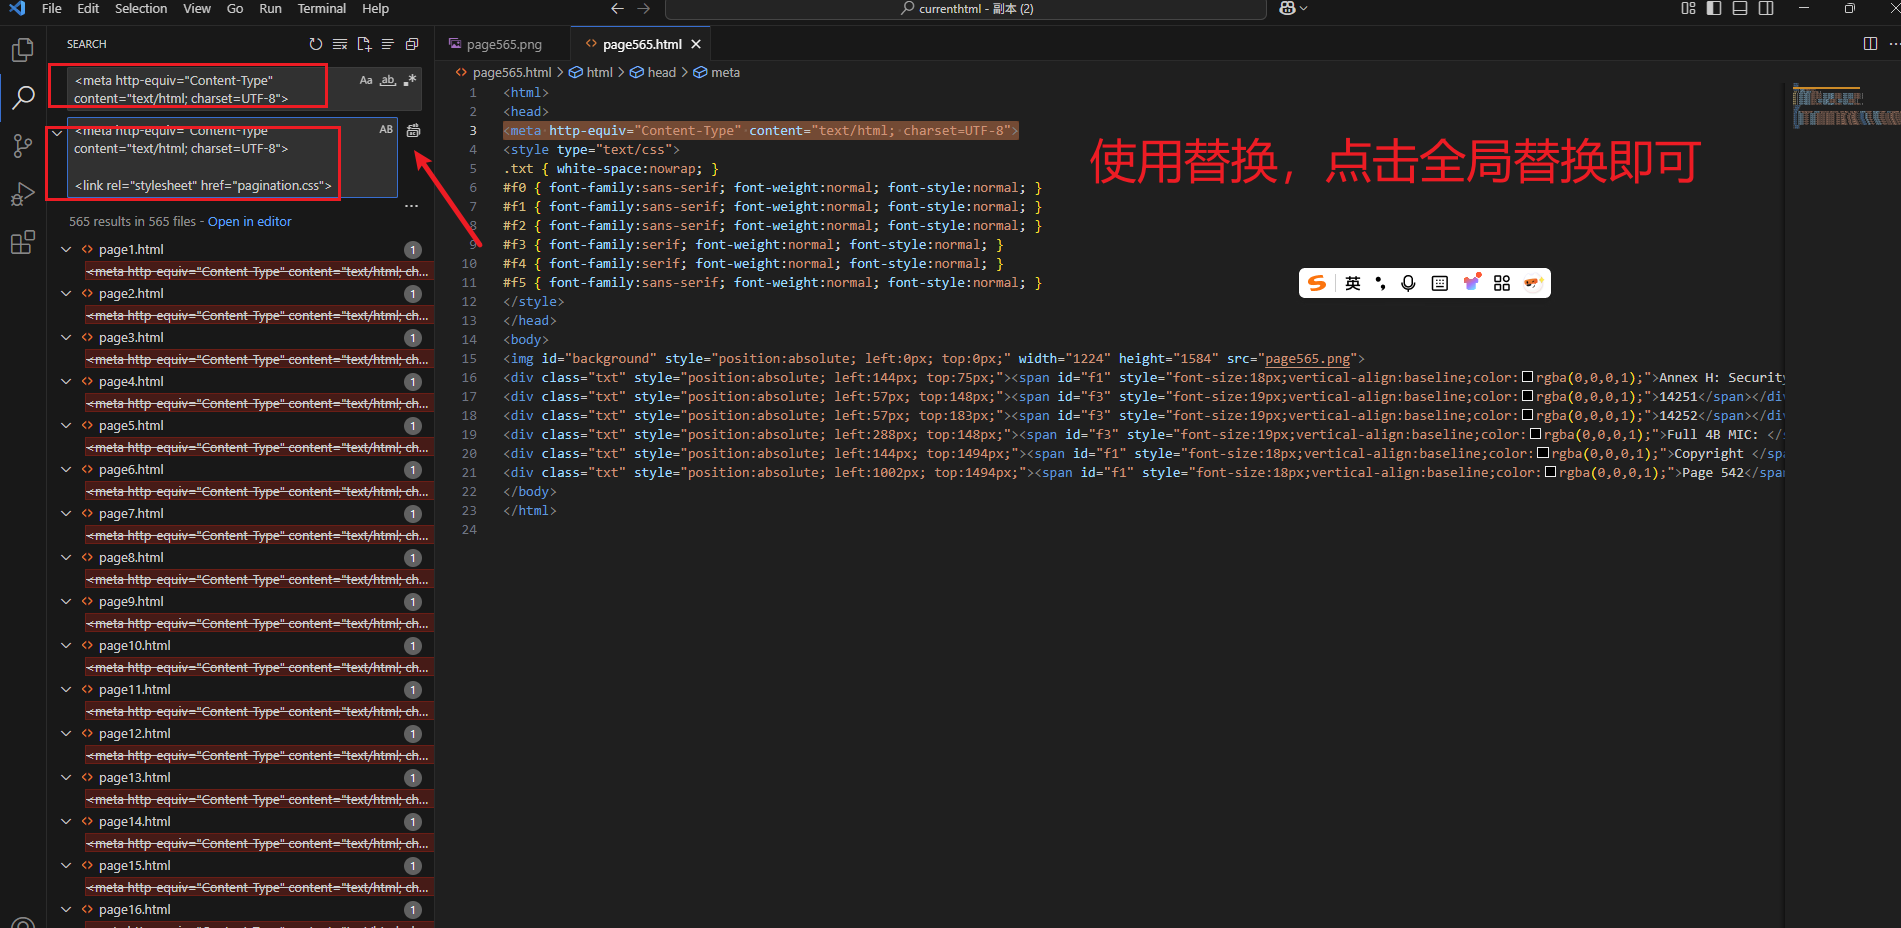 File Edit Selection View Go Run Terminal Help
currenthtml - 副本 (2)
SEARCH
<meta http-equiv="Content-Type"
content="text/html; charset=UTF-8">
Aa ab .*
<meta http-equiv="Content-Type"
content="text/html; charset=UTF-8">
<link rel="stylesheet" href="pagination.css">
AB
565 results in 565 files - Open in editor
page1.html 1
<meta http-equiv="Content-Type" content="text/html; ch...
page2.html 1
<meta http-equiv="Content-Type" content="text/html; ch...
page3.html 1
<meta http-equiv="Content-Type" content="text/html; ch...
page4.html 1
<meta http-equiv="Content-Type" content="text/html; ch...
page5.html 1
<meta http-equiv="Content-Type" content="text/html; ch...
page6.html 1
<meta http-equiv="Content-Type" content="text/html; ch...
page7.html 1
<meta http-equiv="Content-Type" content="text/html; ch...
page8.html 1
<meta http-equiv="Content-Type" content="text/html; ch...
page9.html 1
<meta http-equiv="Content-Type" content="text/html; ch...
page10.html 1
<meta http-equiv="Content-Type" content="text/html; ch...
page11.html 1
<meta http-equiv="Content-Type" content="text/html; ch...
page12.html 1
<meta http-equiv="Content-Type" content="text/html; ch...
page13.html 1
<meta http-equiv="Content-Type" content="text/html; ch...
page14.html 1
<meta http-equiv="Content-Type" content="text/html; ch...
page15.html 1
<meta http-equiv="Content-Type" content="text/html; ch...
page16.html 1
page565.png
page565.html
page565.html > html > head > meta
1 <html>
2 <head>
3 <meta http-equiv="Content-Type" content="text/html; charset=UTF-8">
4 <style type="text/css">
5 .txt { white-space:nowrap; }
6 #f0 { font-family:sans-serif; font-weight:normal; font-style:normal; }
7 #f1 { font-family:sans-serif; font-weight:normal; font-style:normal; }
8 #f2 { font-family:sans-serif; font-weight:normal; font-style:normal; }
9 #f3 { font-family:serif; font-weight:normal; font-style:normal; }
10 #f4 { font-family:serif; font-weight:normal; font-style:normal; }
11 #f5 { font-family:sans-serif; font-weight:normal; font-style:normal; }
12 </style>
13 </head>
14 <body>
15 <img id="background" style="position:absolute; left:0px; top:0px;" width="1224" height="1584" src="page565.png">
16 <div class="txt" style="position:absolute; left:144px; top:75px;"><span id="f1" style="font-size:18px;vertical-align:baseline;color:rgba(0,0,0,1);">Annex H: Security
17 <div class="txt" style="position:absolute; left:57px; top:148px;"><span id="f3" style="font-size:19px;vertical-align:baseline;color:rgba(0,0,0,1);">14251</span></div
18 <div class="txt" style="position:absolute; left:57px; top:183px;"><span id="f3" style="font-size:19px;vertical-align:baseline;color:rgba(0,0,0,1);">14252</span></div
19 <div class="txt" style="position:absolute; left:288px; top:148px;"><span id="f3" style="font-size:19px;vertical-align:baseline;color:rgba(0,0,0,1);">Full 4B MIC: </s
20 <div class="txt" style="position:absolute; left:144px; top:1494px;"><span id="f1" style="font-size:18px;vertical-align:baseline;color:rgba(0,0,0,1);">Copyright </spa
21 <div class="txt" style="position:absolute; left:1002px; top:1494px;"><span id="f1" style="font-size:18px;vertical-align:baseline;color:rgba(0,0,0,1);">Page 542</span
22 </body>
23 </html>
24
使用替换，点击全局替换即可
英